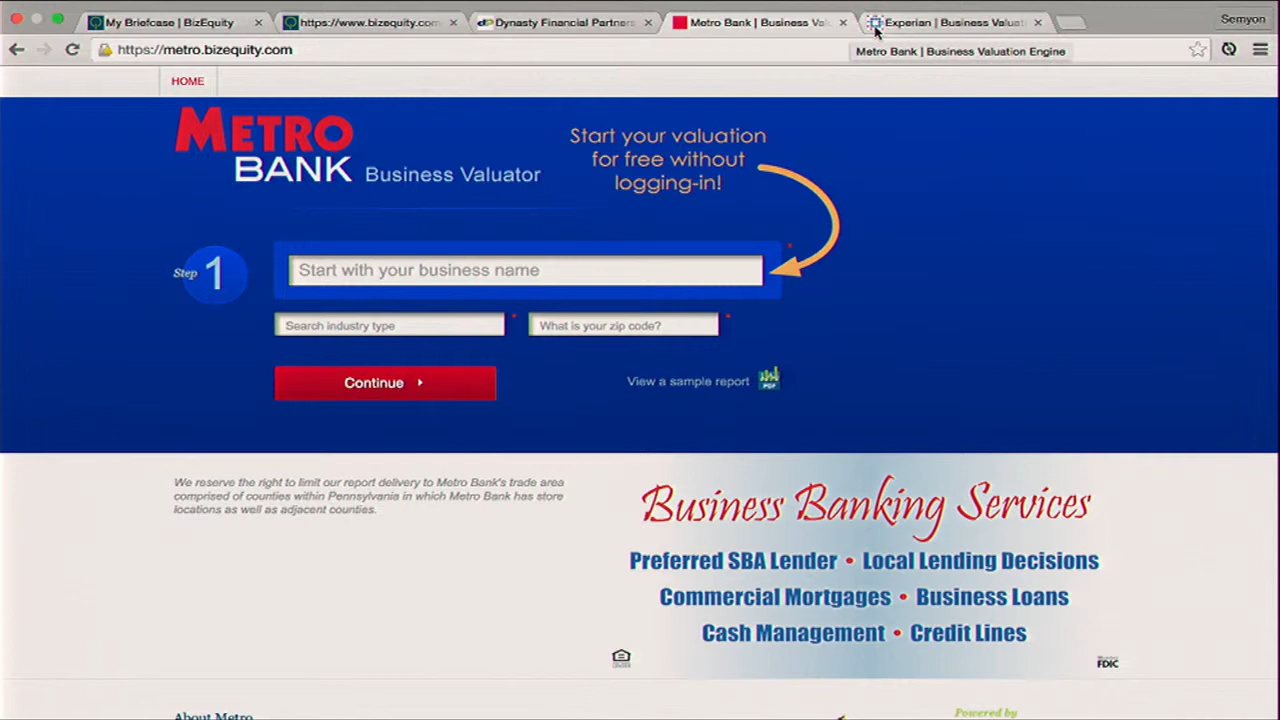 My Briefcase | BizEquity
https://www.bizequity.com
Dynasty Financial Partners
Metro Bank | Business Val
Experian | Business Valuati
Semyon
https://metro.bizequity.com
Metro Bank | Business Valuation Engine
HOME
METRO
BANK Business Valuator
Start your valuation
for free without
logging-in!
Step 1
Start with your business name
*
Search industry type
*
What is your zip code?
*
Continue
View a sample report
PDF
We reserve the right to limit our report delivery to Metro Bank's trade area
comprised of counties within Pennsylvania in which Metro Bank has store
locations as well as adjacent counties.
Business Banking Services
Preferred SBA Lender • Local Lending Decisions
Commercial Mortgages • Business Loans
Cash Management • Credit Lines
FDIC
About Metro
Powered by